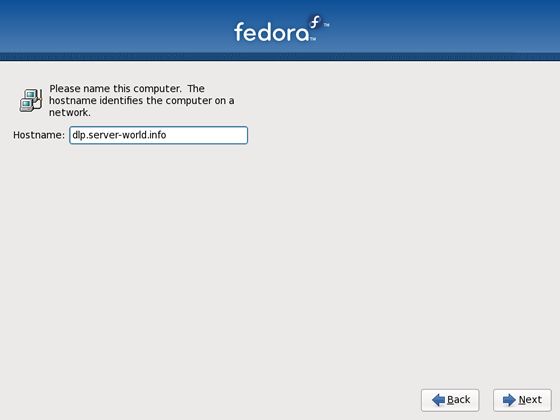 fedora™
Please name this computer.  The
hostname identifies the computer on a
network.
Hostname: dlp.server-world.info
Back
Next